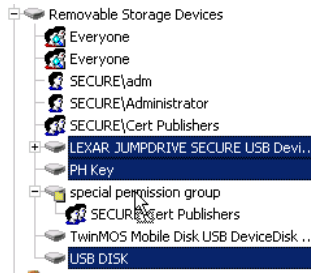 Removable Storage Devices
Everyone
Everyone
SECURE\adm
SECURE\Administrator
SECURE\Cert Publishers
LEXAR JUMPDRIVE SECURE USB Devi...
PH Key
special permission group
SECURE\Cert Publishers
TwinMOS Mobile Disk USB DeviceDisk ...
USB DISK